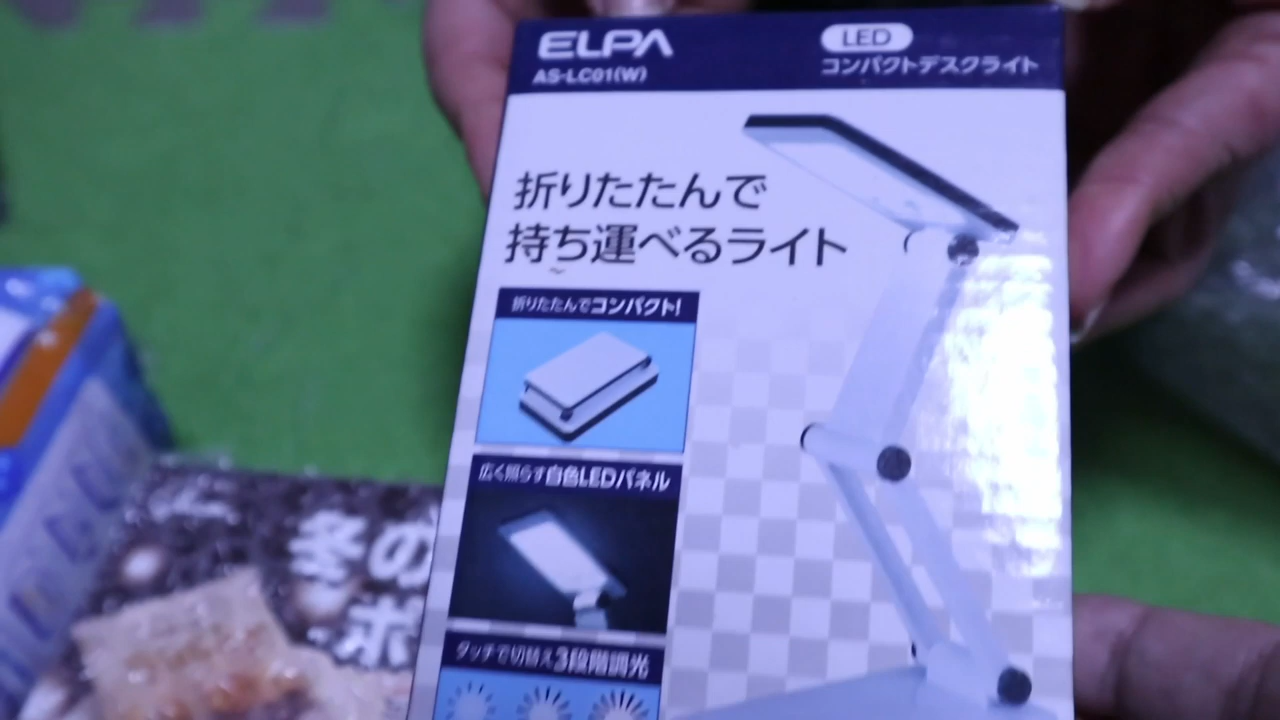 ELPA
AS-LC01(W)
LED
コンパクトデスクライト
折りたたんで
持ち運べるライト
折りたたんでコンパクト!
広く照らす白色LEDパネル
タッチで切替え3段階調光
冬の
ポ